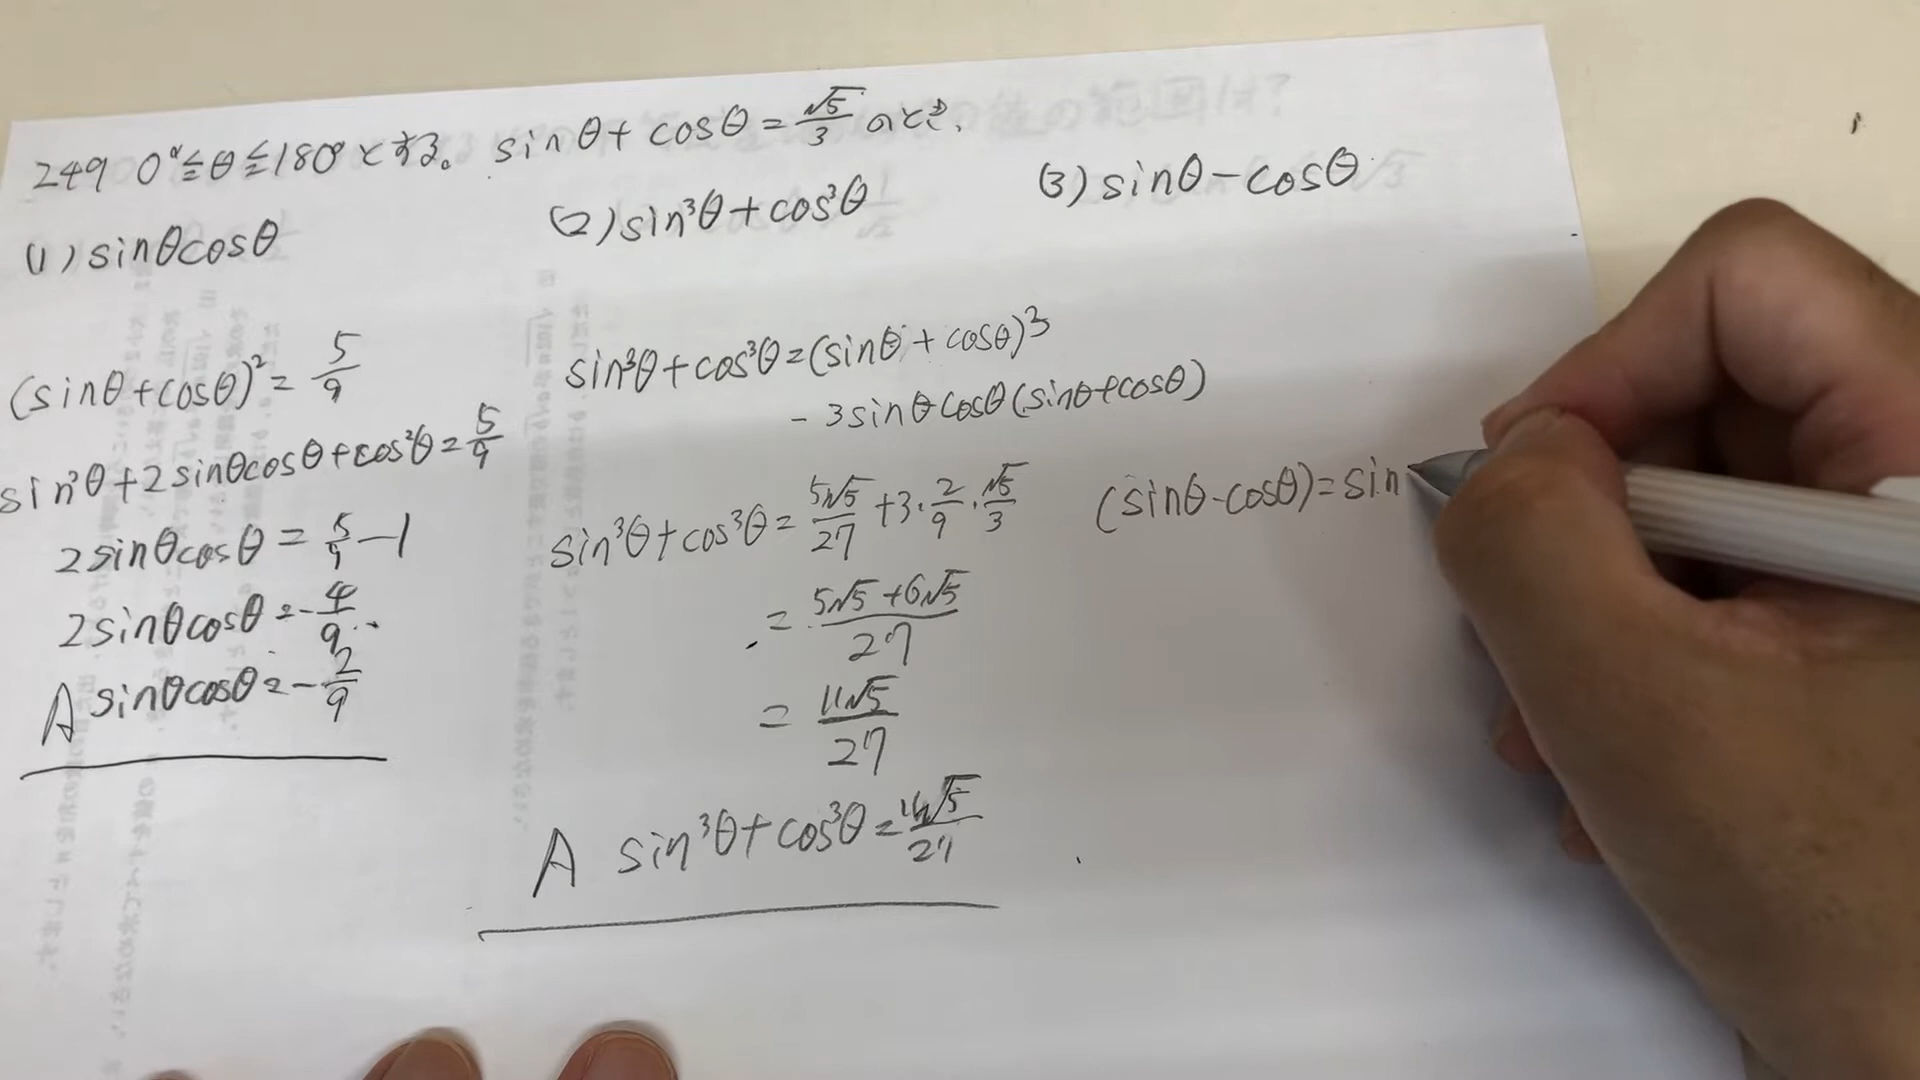 249 0°≦θ≦180°とする。 sinθ+cosθ=√5/3 のとき、
(1) sinθcosθ
(2) sin³θ+cos³θ
(3) sinθ-cosθ
(sinθ+cosθ)²=5/9
sin²θ+2sinθcosθ+cos²θ=5/9
2sinθcosθ=5/9-1
2sinθcosθ=-4/9
A sinθcosθ=-2/9
sin³θ+cos³θ=(sinθ+cosθ)³
-3sinθcosθ(sinθ+cosθ)
sin³θ+cos³θ=5√5/27+3·2/9·√5/3
=5√5+6√5/27
=11√5/27
A sin³θ+cos³θ=11√5/27
(sinθ-cosθ)=sin